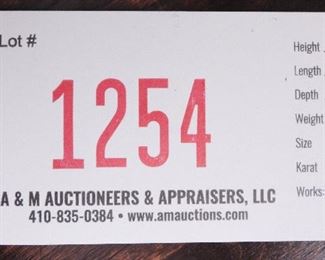 Lot #
1254
A & M AUCTIONEERS & APPRAISERS, LLC
410-835-0384 • www.amauctions.com
Height
Length
Depth
Weight
Size
Karat
Works: